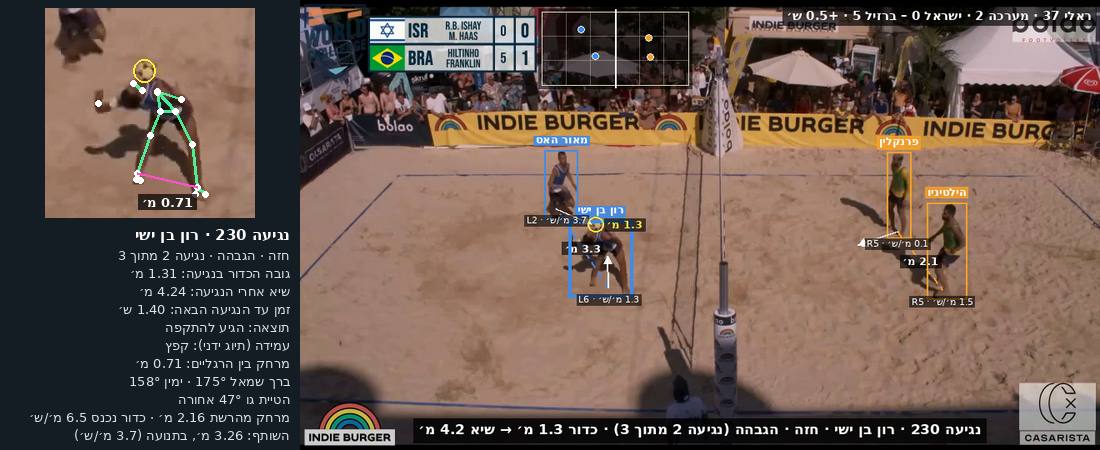 ראלי 37 · מערכה 2 · ישראל 0 – ברזיל 5 · +0.5 ש׳
ISR R.B. ISHAY M. HAAS 0 0
BRA HILTINHO FRANKLIN 5 1
INDIE BURGER
bolao
INDIE BURGER
INDIE BURGER
bolao
CASARISTA
bolao
מאור האס
L2 · 3.7 מ׳/ש׳
רון בן ישי
1.3 מ׳
3.3 מ׳
L6 · 1.3 מ׳/ש׳
פרנקלין
R5 · 0.1 מ׳/ש׳
הילטיניו
2.1 מ׳
R5 · 1.5 מ׳/ש׳
0.71 מ׳
נגיעה 230 · רון בן ישי
חזה · הגבהה · נגיעה 2 מתוך 3
גובה הכדור בנגיעה: 1.31 מ׳
שיא אחרי הנגיעה: 4.24 מ׳
זמן עד הנגיעה הבאה: 1.40 ש׳
תוצאה: הגיע להתקפה
עמידה (תיוג ידני): קפץ
מרחק בין הרגליים: 0.71 מ׳
ברך שמאל 175° · ימין 158°
הטיית גו 47° אחורה
מרחק מהרשת 2.16 מ׳ · כדור נכנס 6.5 מ׳/ש׳
השותף: 3.26 מ׳, בתנועה (3.7 מ׳/ש׳)
INDIE BURGER
נגיעה 230 · רון בן ישי · חזה · הגבהה (נגיעה 2 מתוך 3) · כדור 1.3 מ׳ → שיא 4.2 מ׳
CASARISTA